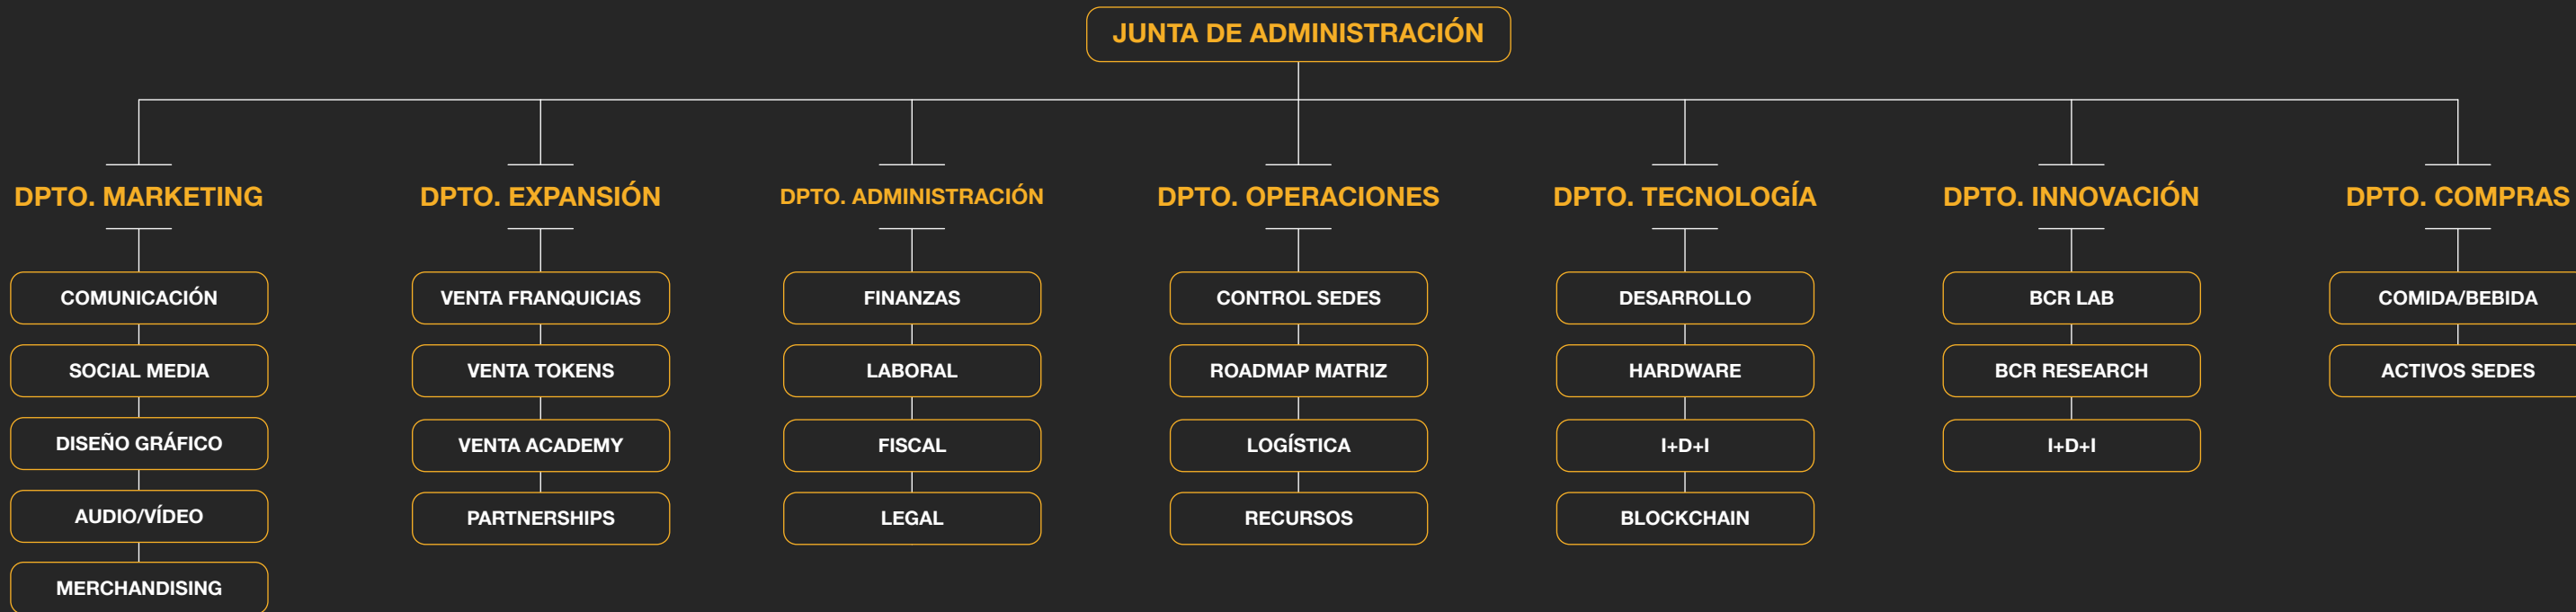 JUNTA DE ADMINISTRACIÓN
DPTO. MARKETING
COMUNICACIÓN
SOCIAL MEDIA
DISEÑO GRÁFICO
AUDIO/VÍDEO
MERCHANDISING
DPTO. EXPANSIÓN
VENTA FRANQUICIAS
VENTA TOKENS
VENTA ACADEMY
PARTNERSHIPS
DPTO. ADMINISTRACIÓN
FINANZAS
LABORAL
FISCAL
LEGAL
DPTO. OPERACIONES
CONTROL SEDES
ROADMAP MATRIZ
LOGÍSTICA
RECURSOS
DPTO. TECNOLOGÍA
DESARROLLO
HARDWARE
I+D+I
BLOCKCHAIN
DPTO. INNOVACIÓN
BCR LAB
BCR RESEARCH
I+D+I
DPTO. COMPRAS
COMIDA/BEBIDA
ACTIVOS SEDES